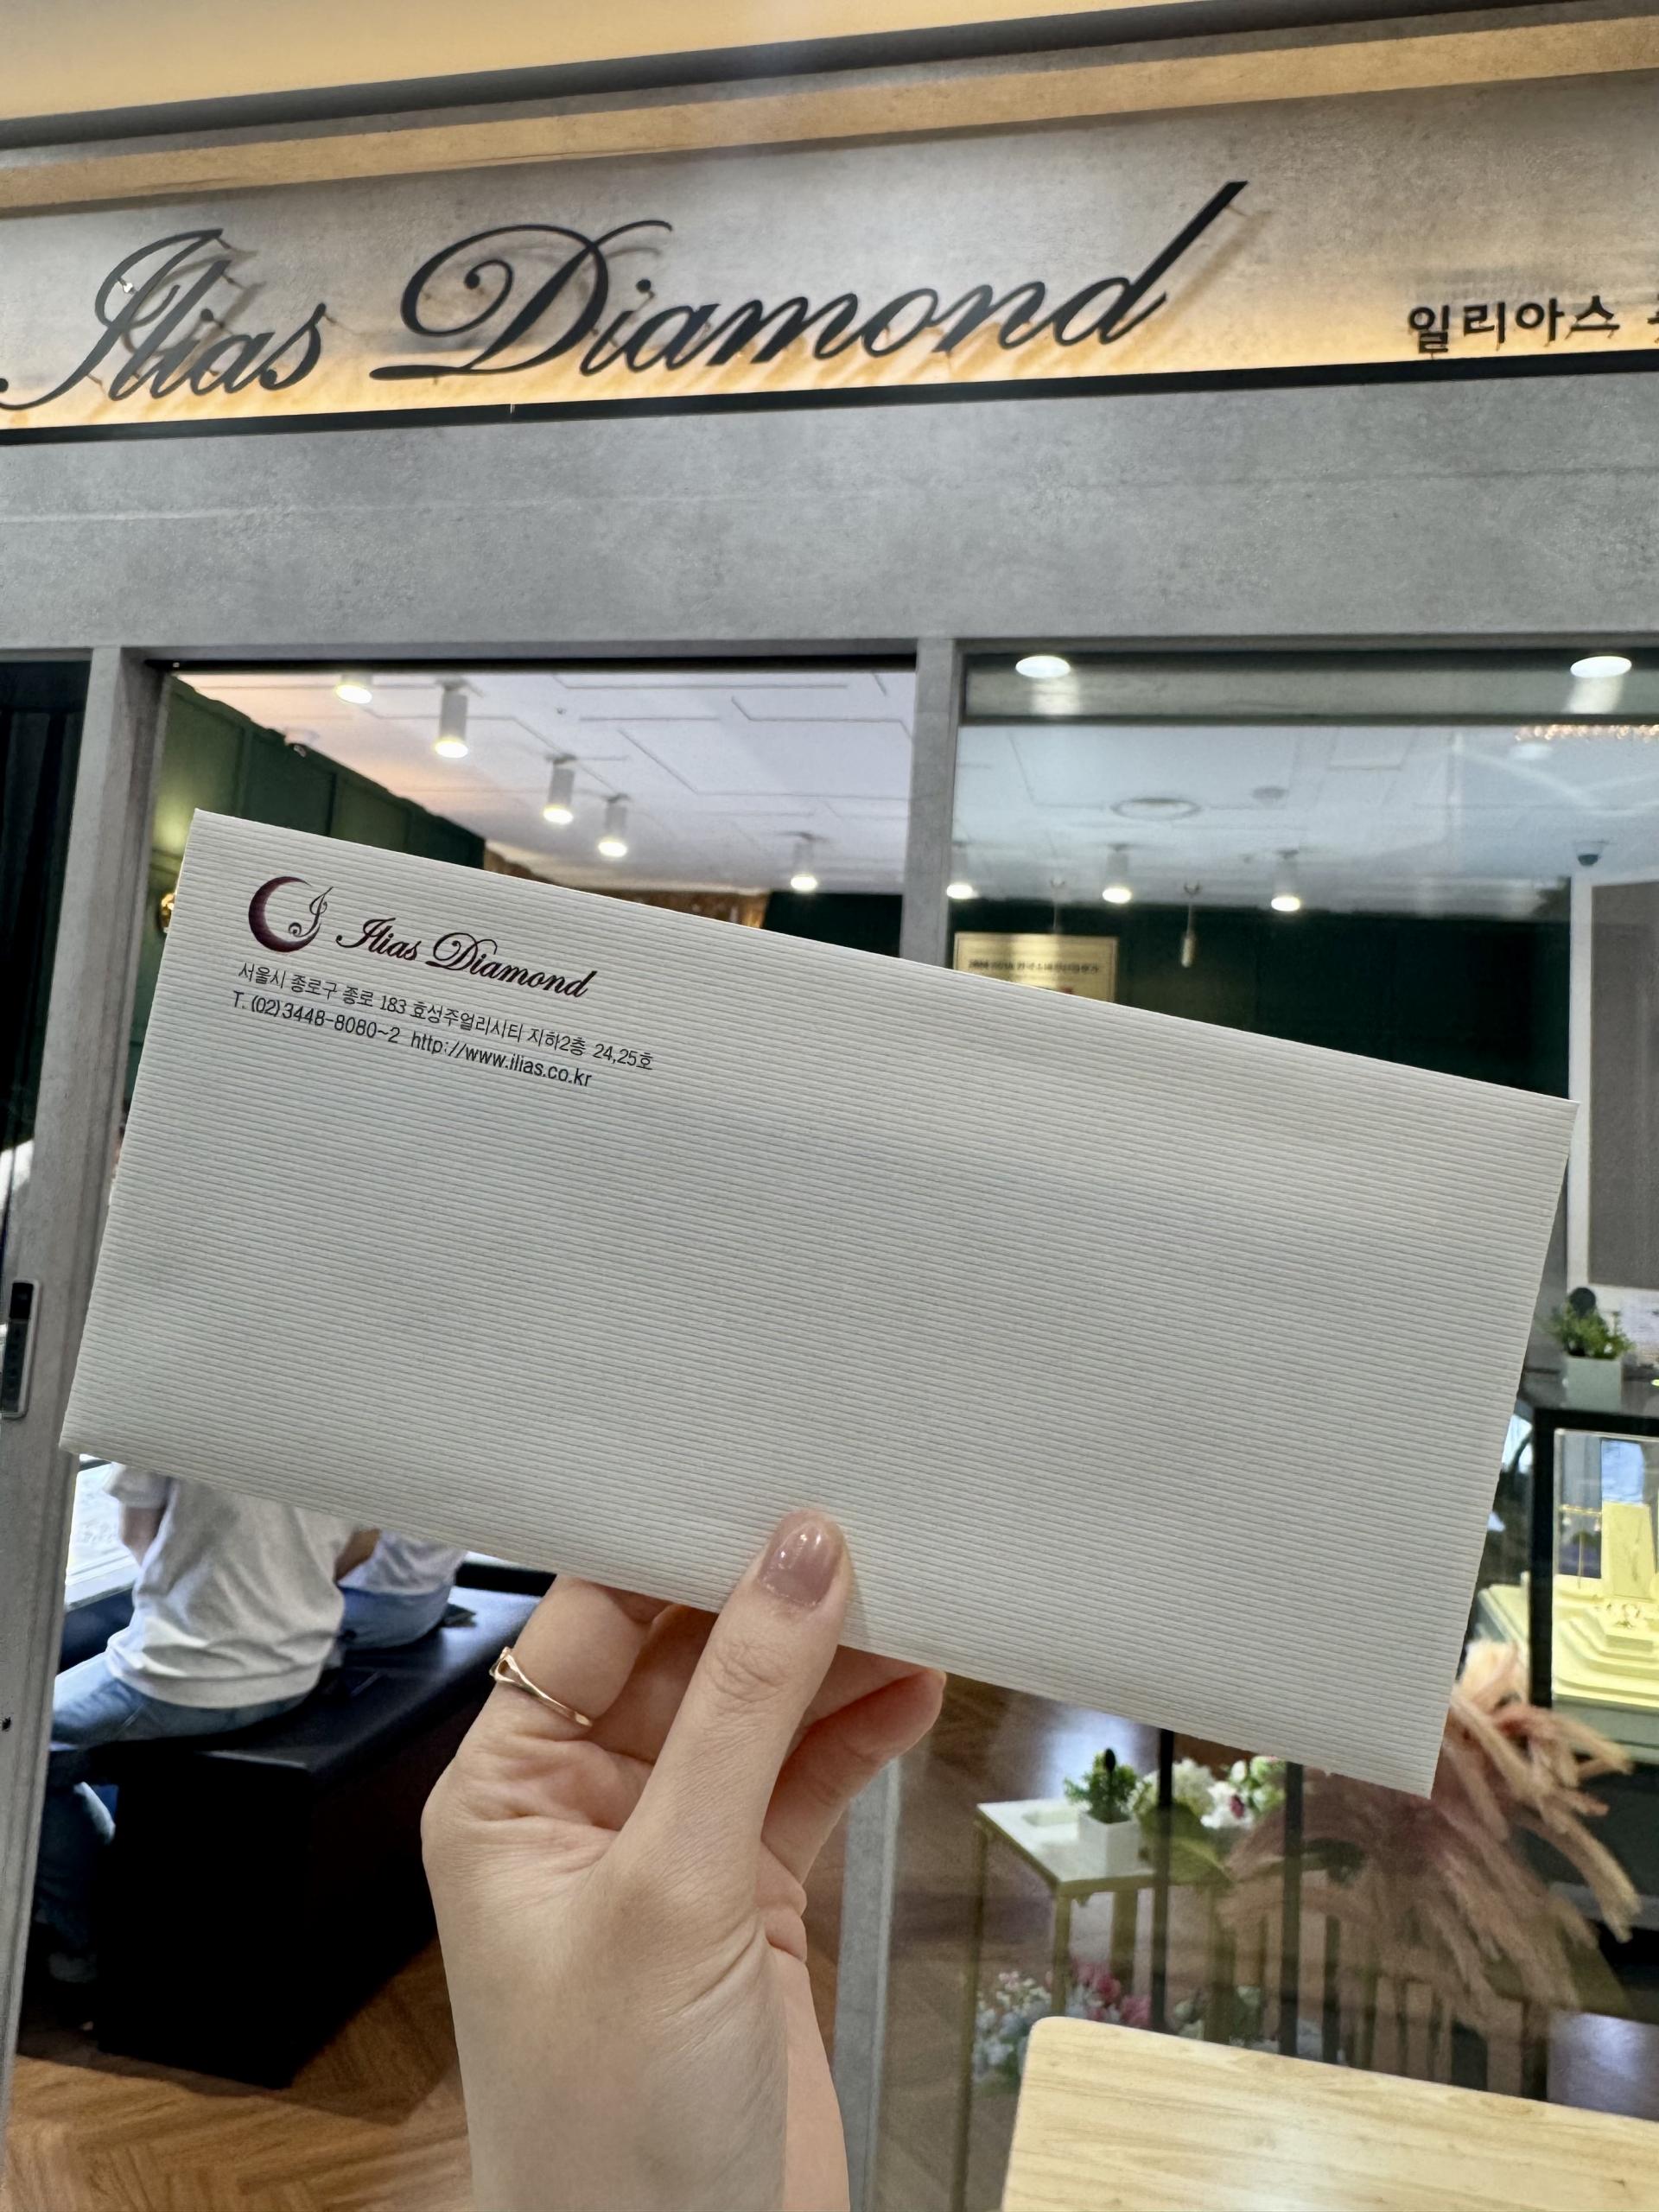 Ilias Diamond
일리아스
Ilias Diamond
서울시 종로구 종로 183 효성주얼리시티 지하2층 24,25호
T. (02)3448-8080~2 http://www.ilias.co.kr